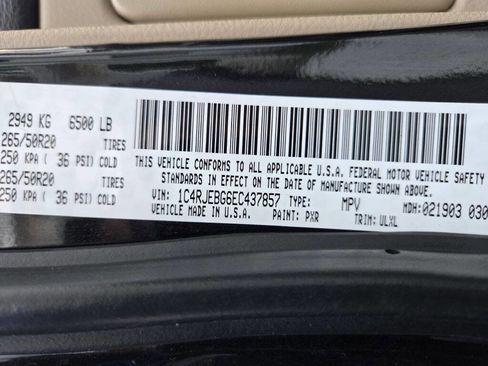 2949 KG 6500 LB
265/50R20 TIRES
250 KPA ( 36 PSI) COLD
265/50R20 TIRES
250 KPA ( 36 PSI) COLD
THIS VEHICLE CONFORMS TO ALL APPLICABLE U.S.A. FEDERAL MOTOR VEHICLE SAFETY
STANDARDS IN EFFECT ON THE DATE OF MANUFACTURE SHOWN ABOVE.
VIN: 1C4RJEBG6EC437857 TYPE: MPV MDH: 021903 030
VEHICLE MADE IN U.S.A. PAINT: PXR TRIM: ULXL